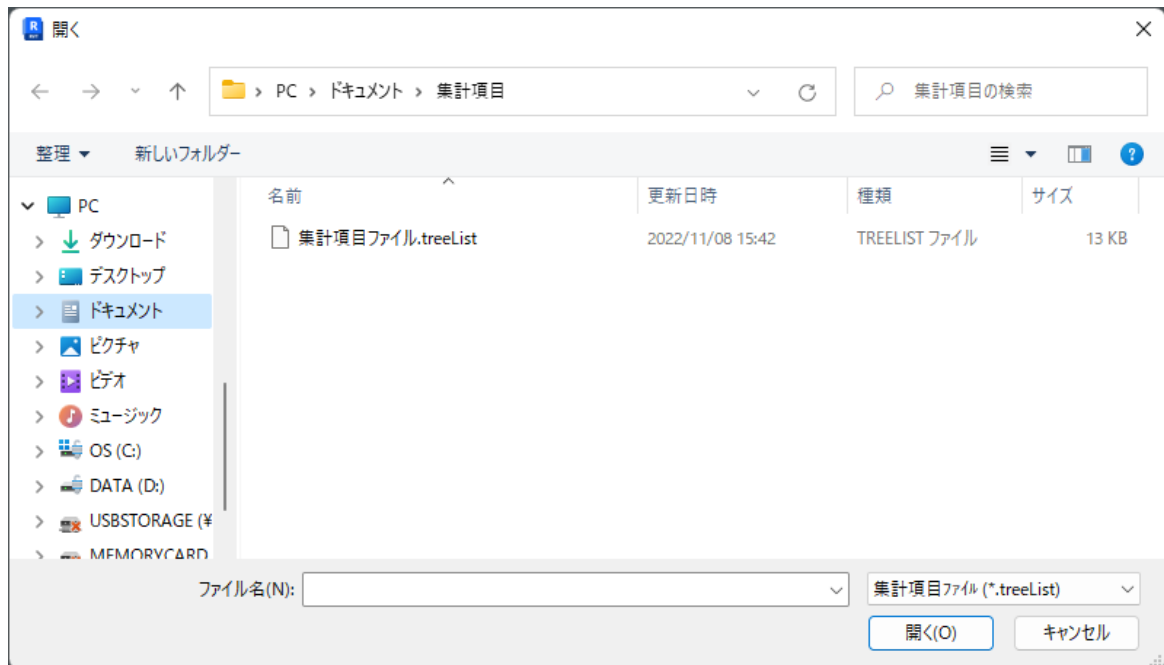 開く
PC > ドキュメント > 集計項目
集計項目の検索
整理 新しいフォルダー
名前 更新日時 種類 サイズ
集計項目ファイル.treeList 2022/11/08 15:42 TREELIST ファイル 13 KB
PC
ダウンロード
デスクトップ
ドキュメント
ピクチャ
ビデオ
ミュージック
OS (C:)
DATA (D:)
USBSTORAGE (¥
MEMORYCARD
ファイル名(N):
集計項目ファイル (*.treeList)
開く(O) キャンセル